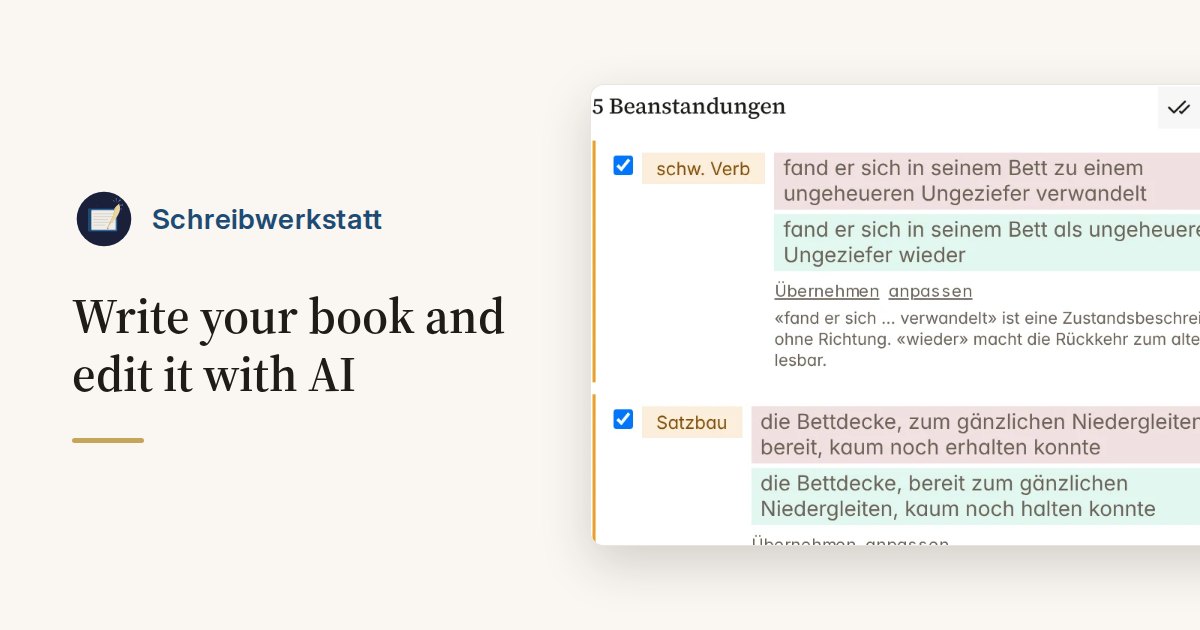 Schreibwerkstatt
Write your book and
edit it with AI
5 Beanstandungen
schw. Verb
fand er sich in seinem Bett zu einem
ungeheueren Ungeziefer verwandelt
fand er sich in seinem Bett als ungeheuere
Ungeziefer wieder
Übernehmen anpassen
«fand er sich ... verwandelt» ist eine Zustandsbeschrei
ohne Richtung. «wieder» macht die Rückkehr zum alte
lesbar.
Satzbau
die Bettdecke, zum gänzlichen Niedergleiten
bereit, kaum noch erhalten konnte
die Bettdecke, bereit zum gänzlichen
Niedergleiten, kaum noch halten konnte
Übernehmen anpassen